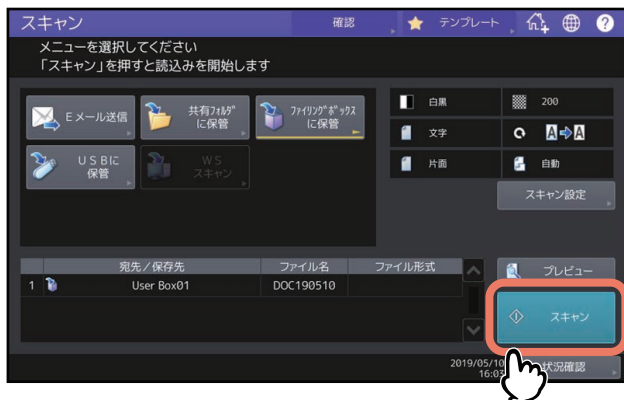 スキャン 確認 テンプレート ?
メニューを選択してください
「スキャン」を押すと読込みを開始します
Eメール送信 共有フォルダ ファイリングボックス
に保管 に保管
USBに WS
保管 スキャン
白黒 200
文字 A A
片面 自動
スキャン設定
宛先/保存先 ファイル名 ファイル形式
1 User Box01 DOC190510
プレビュー
スキャン
2019/05/10 状況確認
16:03